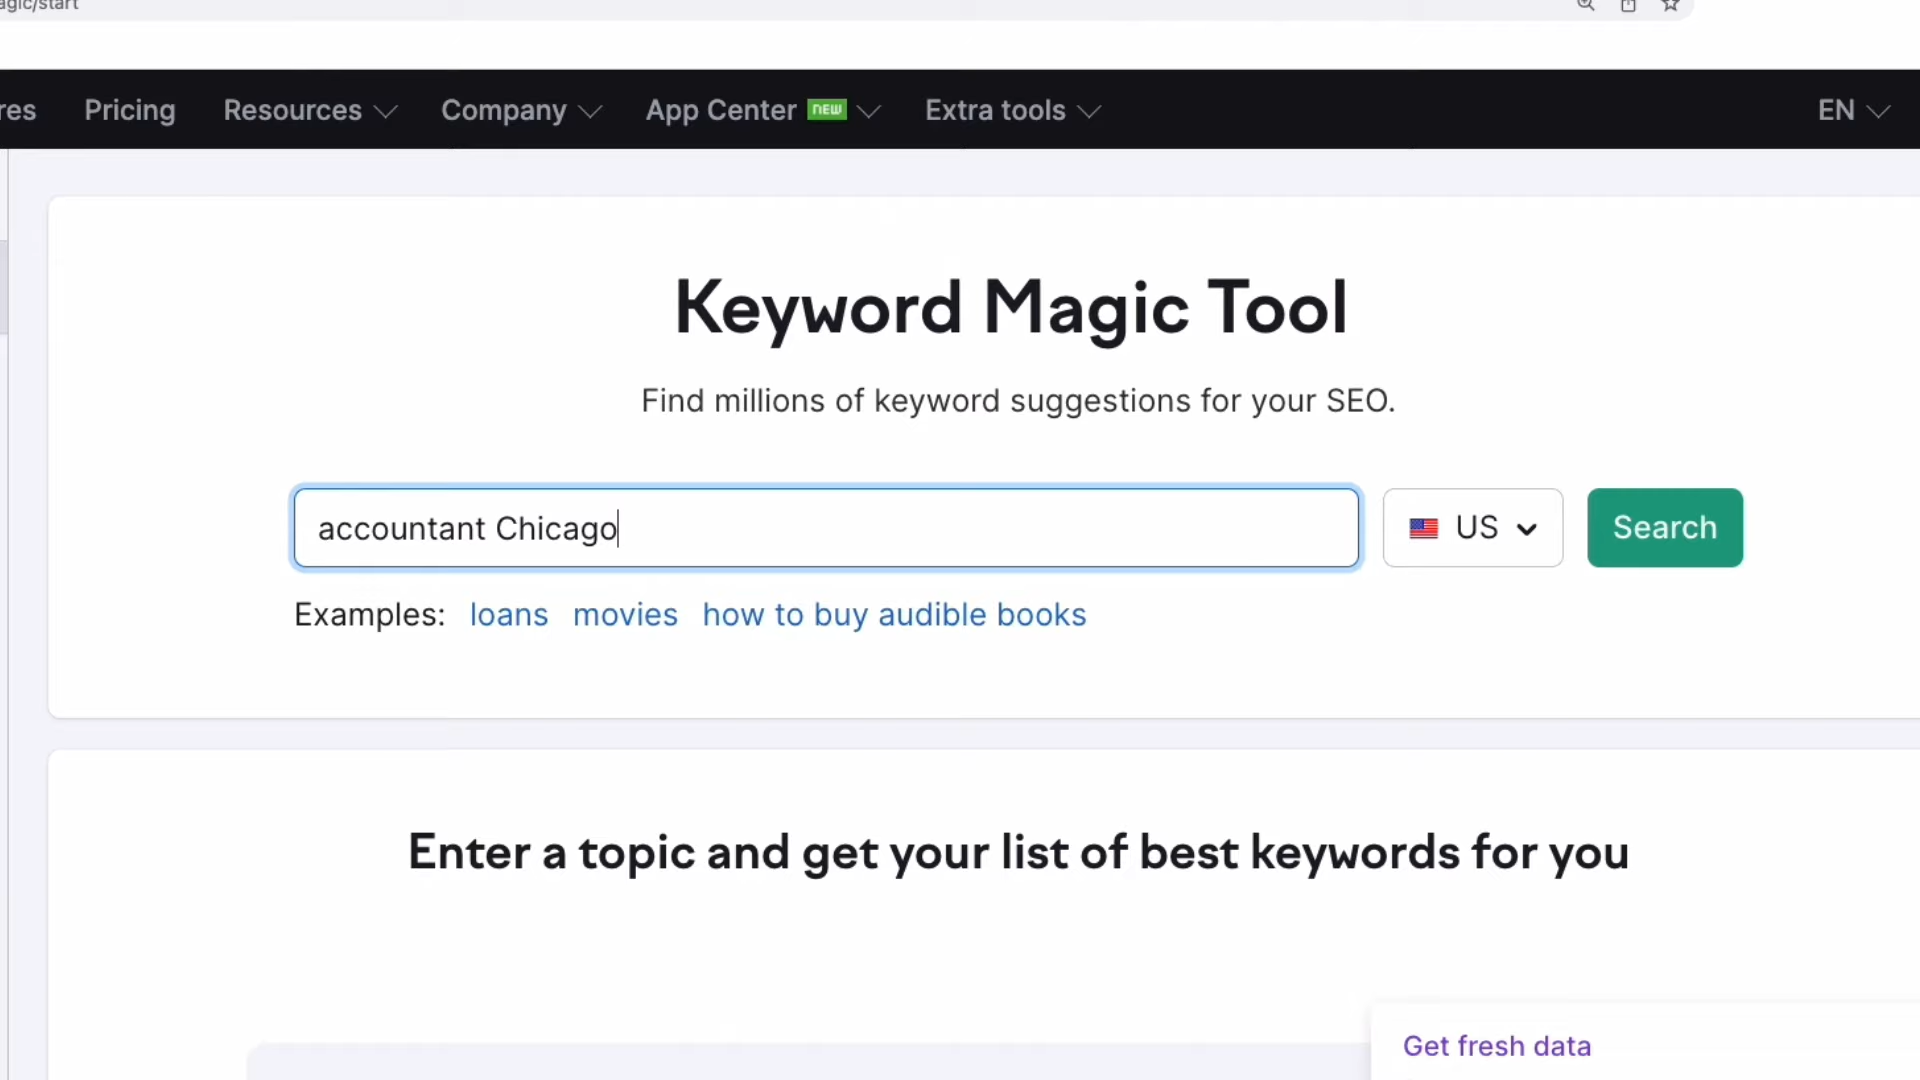 agic/start
res Pricing Resources Company App Center NEW Extra tools EN
Keyword Magic Tool
Find millions of keyword suggestions for your SEO.
accountant Chicago US Search
Examples: loans movies how to buy audible books
Enter a topic and get your list of best keywords for you
Get fresh data